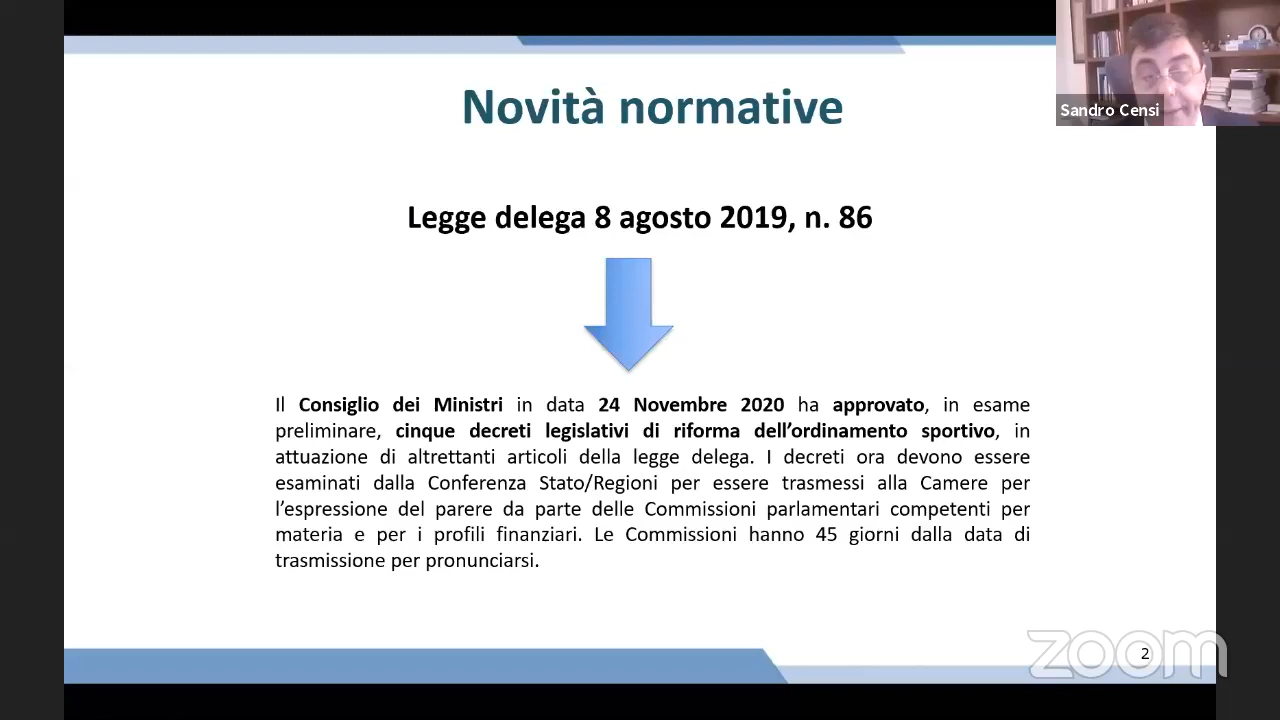 Novità normative
Sandro Censi
Legge delega 8 agosto 2019, n. 86
Il Consiglio dei Ministri in data 24 Novembre 2020 ha approvato, in esame
preliminare, cinque decreti legislativi di riforma dell’ordinamento sportivo, in
attuazione di altrettanti articoli della legge delega. I decreti ora devono essere
esaminati dalla Conferenza Stato/Regioni per essere trasmessi alla Camere per
l’espressione del parere da parte delle Commissioni parlamentari competenti per
materia e per i profili finanziari. Le Commissioni hanno 45 giorni dalla data di
trasmissione per pronunciarsi.
zoom
2